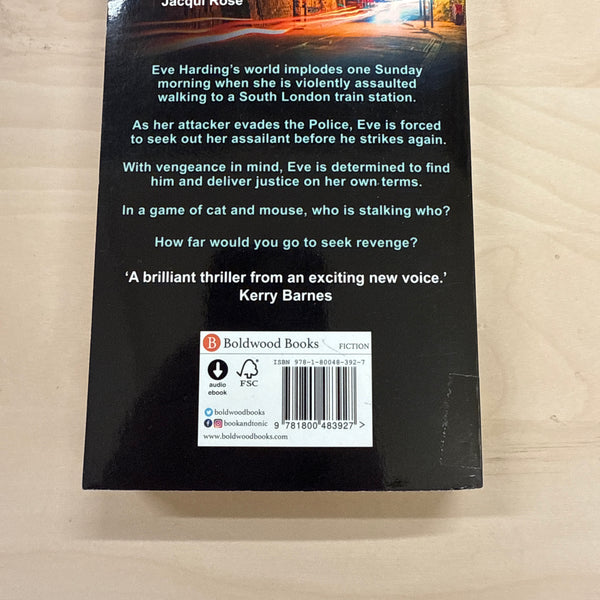 Jacqui Rose
Eve Harding's world implodes one Sunday
morning when she is violently assaulted
walking to a South London train station.
As her attacker evades the Police, Eve is forced
to seek out her assailant before he strikes again.
With vengeance in mind, Eve is determined to find
him and deliver justice on her own terms.
In a game of cat and mouse, who is stalking who?
How far would you go to seek revenge?
‘A brilliant thriller from an exciting new voice.’
Kerry Barnes
B Boldwood Books FICTION
ISBN 978-1-80048-392-7
audio
ebook
FSC
boldwoodbooks
bookandtonic
www.boldwoodbooks.com
9 781800 483927 >